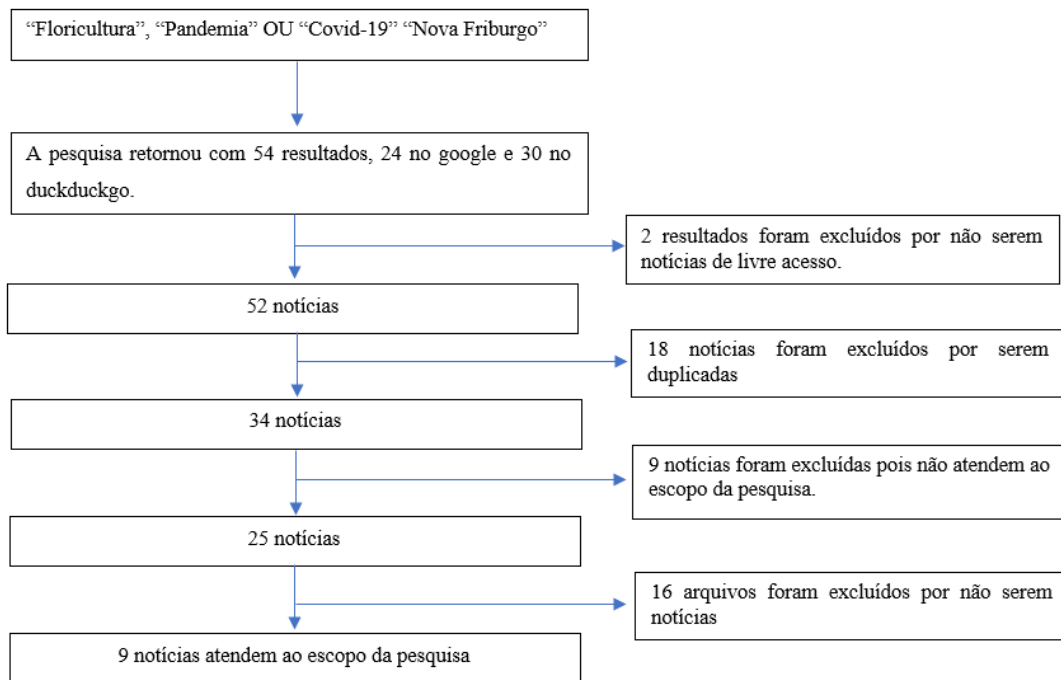 “Floricultura”, “Pandemia” OU “Covid-19” “Nova Friburgo”
A pesquisa retornou com 54 resultados, 24 no google e 30 no
duckduckgo.
2 resultados foram excluídos por não serem
notícias de livre acesso.
52 notícias
18 notícias foram excluídos por serem
duplicadas
34 notícias
9 notícias foram excluídas pois não atendem ao
escopo da pesquisa.
25 notícias
16 arquivos foram excluídos por não serem
notícias
9 notícias atendem ao escopo da pesquisa